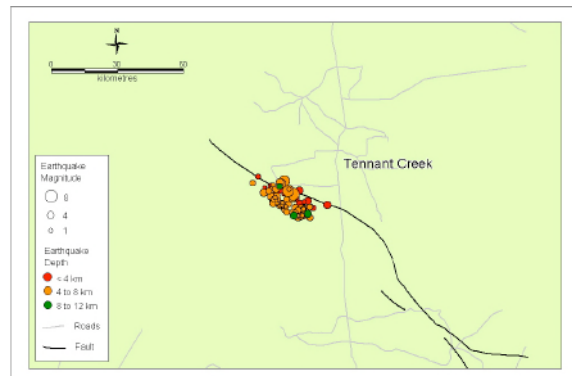 N
0 30 60
kilometres
Tennant Creek
Earthquake
Magnitude
8
4
1
Earthquake
Depth
< 4 km
4 to 8 km
8 to 12 km
Roads
Fault